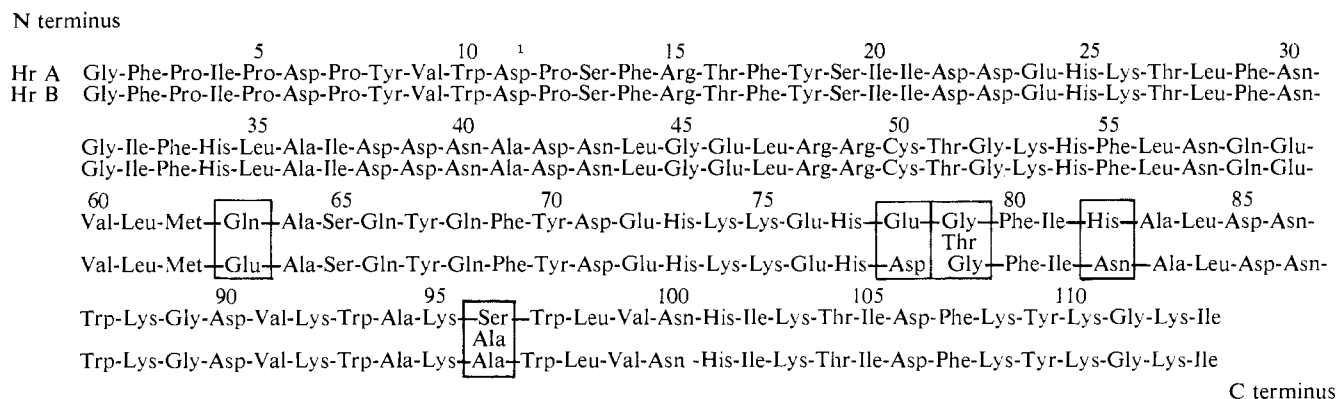 N terminus
5 10 1 15 20 25 30
Hr A Gly-Phe-Pro-Ile-Pro-Asp-Pro-Tyr-Val-Trp-Asp-Pro-Ser-Phe-Arg-Thr-Phe-Tyr-Ser-Ile-Ile-Asp-Asp-Glu-His-Lys-Thr-Leu-Phe-Asn-
Hr B Gly-Phe-Pro-Ile-Pro-Asp-Pro-Tyr-Val-Trp-Asp-Pro-Ser-Phe-Arg-Thr-Phe-Tyr-Ser-Ile-Ile-Asp-Asp-Glu-His-Lys-Thr-Leu-Phe-Asn-
35 40 45 50 55
Gly-Ile-Phe-His-Leu-Ala-Ile-Asp-Asp-Asn-Ala-Asp-Asn-Leu-Gly-Glu-Leu-Arg-Arg-Cys-Thr-Gly-Lys-His-Phe-Leu-Asn-Gln-Glu-
Gly-Ile-Phe-His-Leu-Ala-Ile-Asp-Asp-Asn-Ala-Asp-Asn-Leu-Gly-Glu-Leu-Arg-Arg-Cys-Thr-Gly-Lys-His-Phe-Leu-Asn-Gln-Glu-
60 65 70 75 80 85
Val-Leu-Met-Gln-Ala-Ser-Gln-Tyr-Gln-Phe-Tyr-Asp-Glu-His-Lys-Lys-Glu-His-Glu-Gly-Phe-Ile-His-Ala-Leu-Asp-Asn-
Thr
Val-Leu-Met-Glu-Ala-Ser-Gln-Tyr-Gln-Phe-Tyr-Asp-Glu-His-Lys-Lys-Glu-His-Asp-Gly-Phe-Ile-Asn-Ala-Leu-Asp-Asn-
90 95 100 105 110
Trp-Lys-Gly-Asp-Val-Lys-Trp-Ala-Lys-Ser-Trp-Leu-Val-Asn-His-Ile-Lys-Thr-Ile-Asp-Phe-Lys-Tyr-Lys-Gly-Lys-Ile
Ala
Trp-Lys-Gly-Asp-Val-Lys-Trp-Ala-Lys-Ala-Trp-Leu-Val-Asn -His-Ile-Lys-Thr-Ile-Asp-Phe-Lys-Tyr-Lys-Gly-Lys-Ile
C terminus